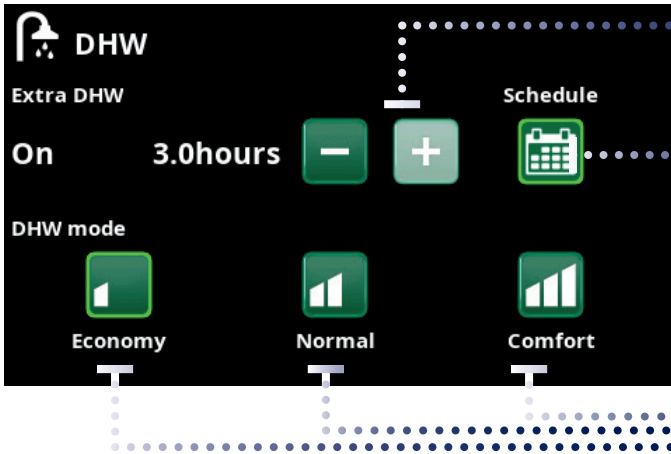 DHW
Extra DHW
Schedule
On 3.0hours − +
DHW mode
Economy Normal Comfort